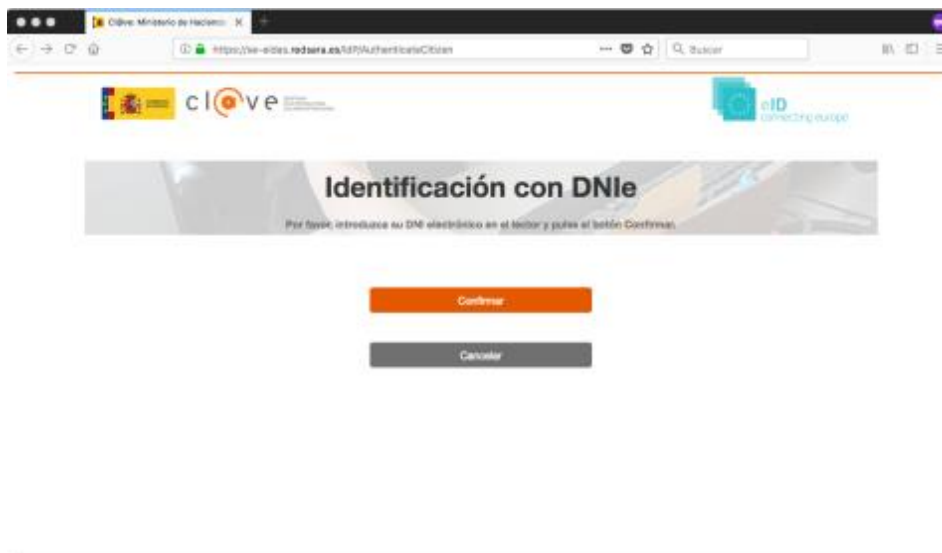 Cl@ve: Ministerio de Hacienda
https://se-eidas.redsara.es/IdP/AuthenticateCitizen
Buscar
cl@ve
eID
connecting europe
Identificación con DNIe
Por favor, introduzca su DNI electrónico en el lector y pulse el botón Confirmar.
Confirmar
Cancelar